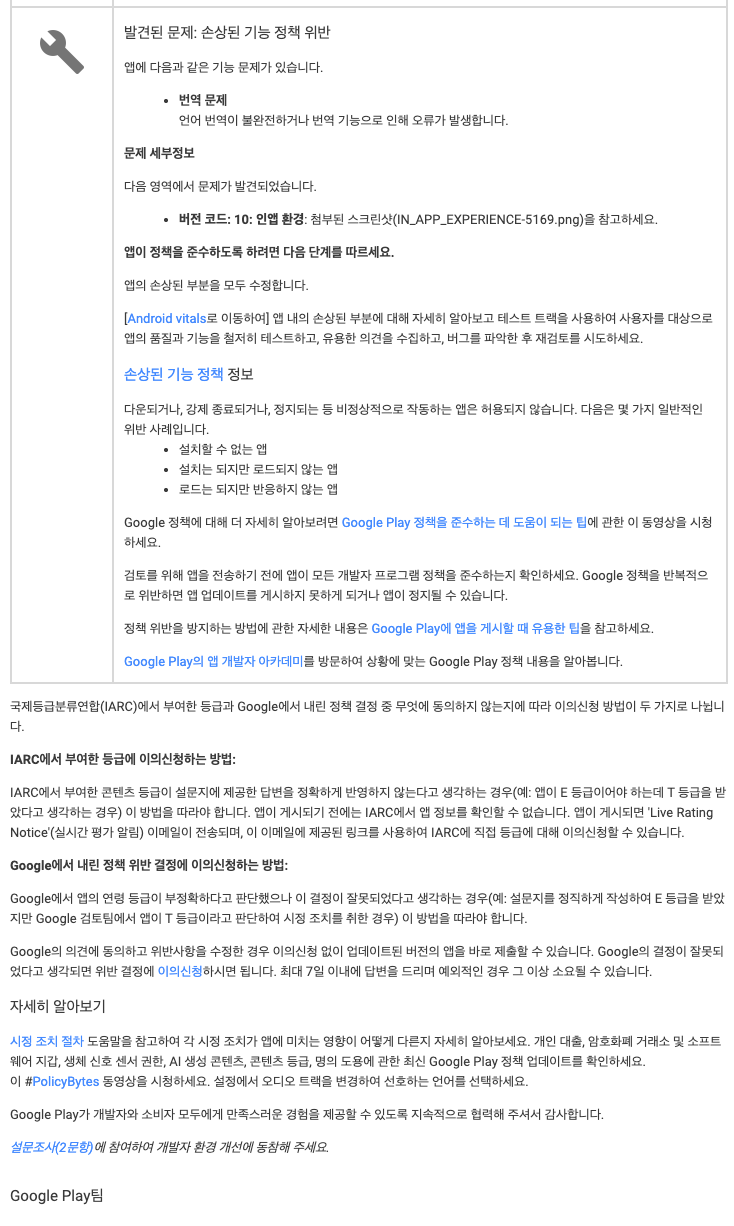 발견된 문제: 손상된 기능 정책 위반
앱에 다음과 같은 기능 문제가 있습니다.
• 번역 문제
언어 번역이 불완전하거나 번역 기능으로 인해 오류가 발생합니다.
문제 세부정보
다음 영역에서 문제가 발견되었습니다.
• 버전 코드: 10: 인앱 환경: 첨부된 스크린샷(IN_APP_EXPERIENCE-5169.png)을 참고하세요.
앱이 정책을 준수하도록 하려면 다음 단계를 따르세요.
앱의 손상된 부분을 모두 수정합니다.
[Android vitals로 이동하여] 앱 내의 손상된 부분에 대해 자세히 알아보고 테스트 트랙을 사용하여 사용자를 대상으로
앱의 품질과 기능을 철저히 테스트하고, 유용한 의견을 수집하고, 버그를 파악한 후 재검토를 시도하세요.
손상된 기능 정책 정보
다운되거나, 강제 종료되거나, 정지되는 등 비정상적으로 작동하는 앱은 허용되지 않습니다. 다음은 몇 가지 일반적인
위반 사례입니다.
• 설치할 수 없는 앱
• 설치는 되지만 로드되지 않는 앱
• 로드는 되지만 반응하지 않는 앱
Google 정책에 대해 더 자세히 알아보려면 Google Play 정책을 준수하는 데 도움이 되는 팁에 관한 이 동영상을 시청
하세요.
검토를 위해 앱을 전송하기 전에 앱이 모든 개발자 프로그램 정책을 준수하는지 확인하세요. Google 정책을 반복적으
로 위반하면 앱 업데이트를 게시하지 못하게 되거나 앱이 정지될 수 있습니다.
정책 위반을 방지하는 방법에 관한 자세한 내용은 Google Play에 앱을 게시할 때 유용한 팁을 참고하세요.
Google Play의 앱 개발자 아카데미를 방문하여 상황에 맞는 Google Play 정책 내용을 알아봅니다.
국제등급분류연합(IARC)에서 부여한 등급과 Google에서 내린 정책 결정 중 무엇에 동의하지 않는지에 따라 이의신청 방법이 두 가지로 나뉩니
다.
IARC에서 부여한 등급에 이의신청하는 방법:
IARC에서 부여한 콘텐츠 등급이 설문지에 제공한 답변을 정확하게 반영하지 않는다고 생각하는 경우(예: 앱이 E 등급이어야 하는데 T 등급을 받
았다고 생각하는 경우) 이 방법을 따라야 합니다. 앱이 게시되기 전에는 IARC에서 앱 정보를 확인할 수 없습니다. 앱이 게시되면 'Live Rating
Notice'(실시간 평가 알림) 이메일이 전송되며, 이 이메일에 제공된 링크를 사용하여 IARC에 직접 등급에 대해 이의신청할 수 있습니다.
Google에서 내린 정책 위반 결정에 이의신청하는 방법:
Google에서 앱의 연령 등급이 부정확하다고 판단했으나 이 결정이 잘못되었다고 생각하는 경우(예: 설문지를 정직하게 작성하여 E 등급을 받았
지만 Google 검토팀에서 앱이 T 등급이라고 판단하여 시정 조치를 취한 경우) 이 방법을 따라야 합니다.
Google의 의견에 동의하고 위반사항을 수정한 경우 이의신청 없이 업데이트된 버전의 앱을 바로 제출할 수 있습니다. Google의 결정이 잘못되
었다고 생각되면 위반 결정에 이의신청하시면 됩니다. 최대 7일 이내에 답변을 드리며 예외적인 경우 그 이상 소요될 수 있습니다.
자세히 알아보기
시정 조치 절차 도움말을 참고하여 각 시정 조치가 앱에 미치는 영향이 어떻게 다른지 자세히 알아보세요. 개인 대출, 암호화폐 거래소 및 소프트
웨어 지갑, 생체 신호 센서 권한, AI 생성 콘텐츠, 콘텐츠 등급, 명의 도용에 관한 최신 Google Play 정책 업데이트를 확인하세요.
이 #PolicyBytes 동영상을 시청하세요. 설정에서 오디오 트랙을 변경하여 선호하는 언어를 선택하세요.
Google Play가 개발자와 소비자 모두에게 만족스러운 경험을 제공할 수 있도록 지속적으로 협력해 주셔서 감사합니다.
설문조사(2문항)에 참여하여 개발자 환경 개선에 동참해 주세요.
Google Play팀